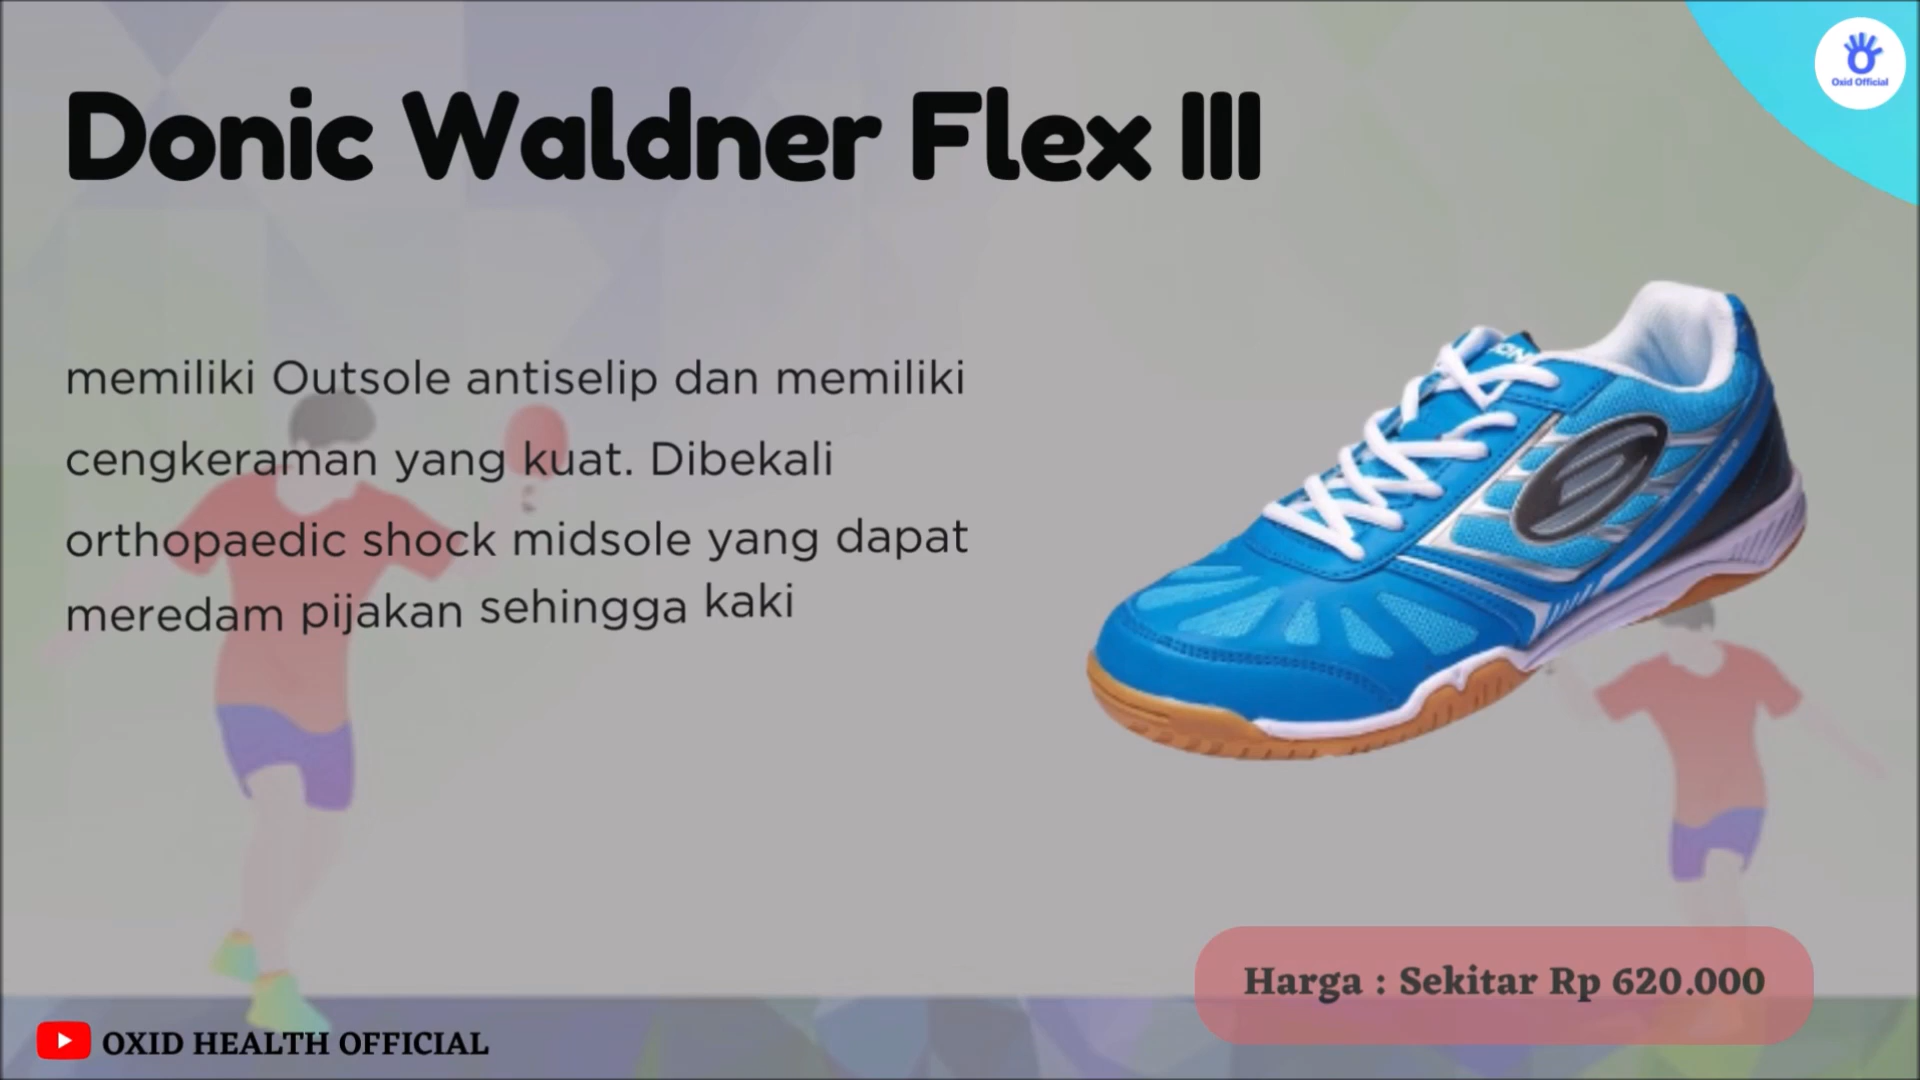 Donic Waldner Flex III
Oxid Official
memiliki Outsole antiselip dan memiliki
cengkeraman yang kuat. Dibekali
orthopaedic shock midsole yang dapat
meredam pijakan sehingga kaki
Harga : Sekitar Rp 620.000
OXID HEALTH OFFICIAL